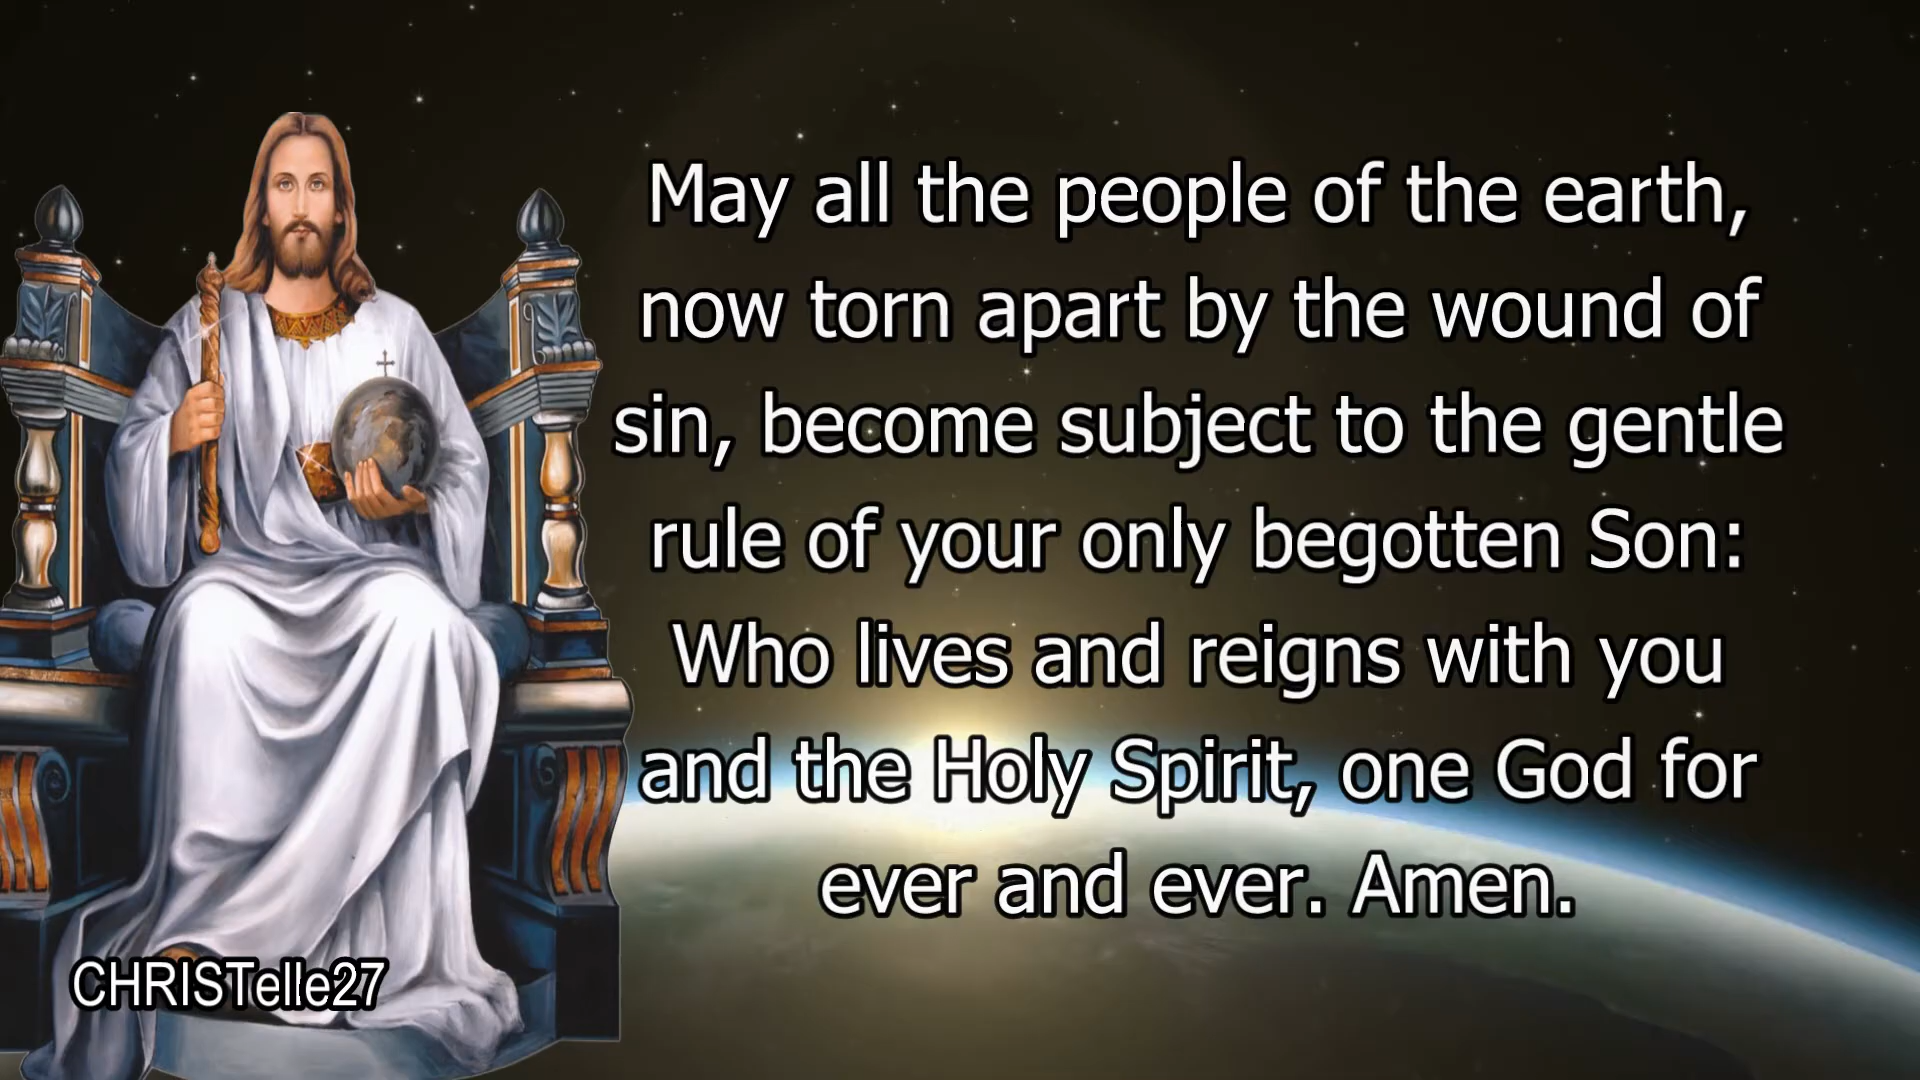 May all the people of the earth,
now torn apart by the wound of
sin, become subject to the gentle
rule of your only begotten Son:
Who lives and reigns with you
and the Holy Spirit, one God for
ever and ever. Amen.
CHRISTelle27